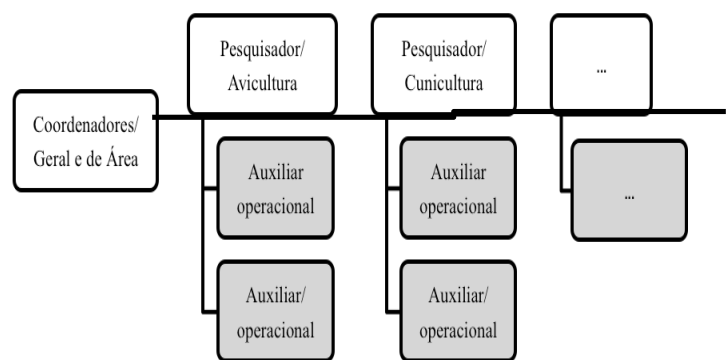 Pesquisador/
Avicultura
Pesquisador/
Cunicultura
...
Coordenadores/
Geral e de Área
Auxiliar
operacional
Auxiliar
operacional
...
Auxiliar/
operacional
Auxiliar/
operacional